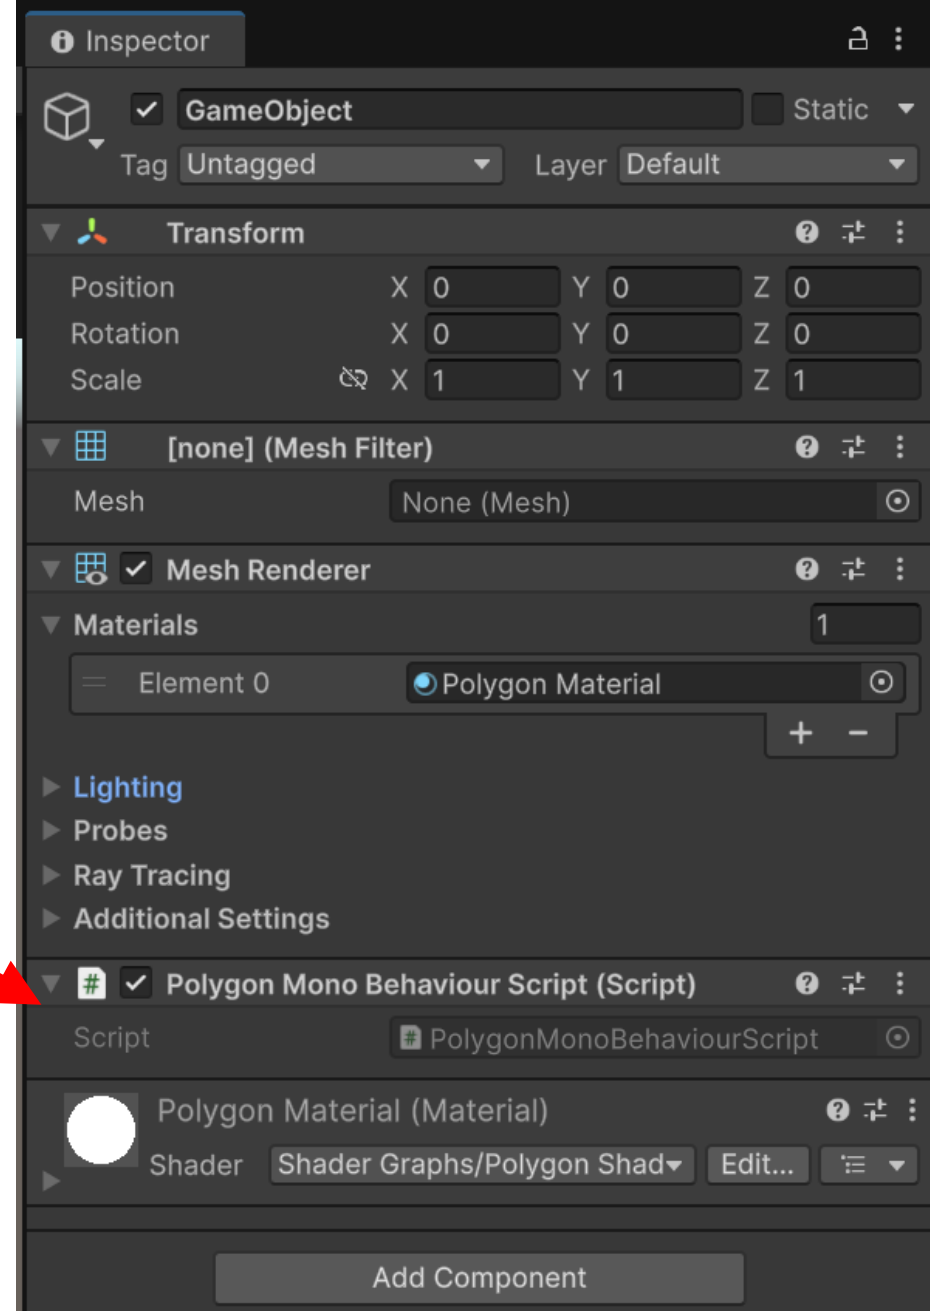 Inspector
GameObject Static
Tag Untagged Layer Default
Transform
Position X 0 Y 0 Z 0
Rotation X 0 Y 0 Z 0
Scale X 1 Y 1 Z 1
[none] (Mesh Filter)
Mesh None (Mesh)
Mesh Renderer
Materials 1
Element 0 Polygon Material
Lighting
Probes
Ray Tracing
Additional Settings
# Polygon Mono Behaviour Script (Script)
Script # PolygonMonoBehaviourScript
Polygon Material (Material)
Shader Shader Graphs/Polygon Shad Edit...
Add Component